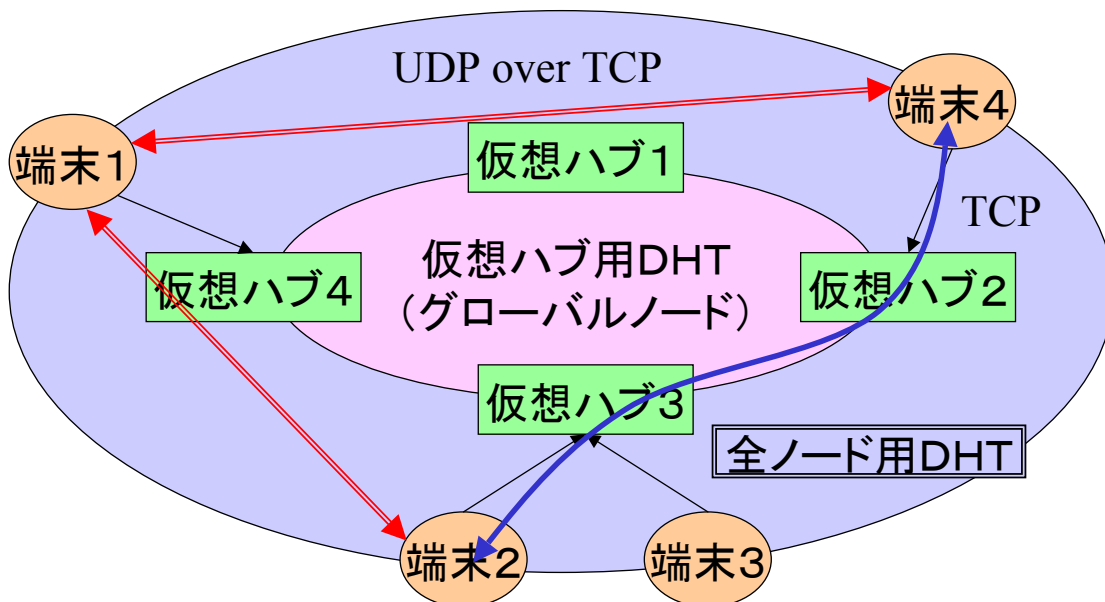 UDP over TCP
端末4
端末1
仮想ハブ1
TCP
仮想ハブ用DHT
(グローバルノード)
仮想ハブ4
仮想ハブ2
仮想ハブ3
全ノード用DHT
端末2
端末3